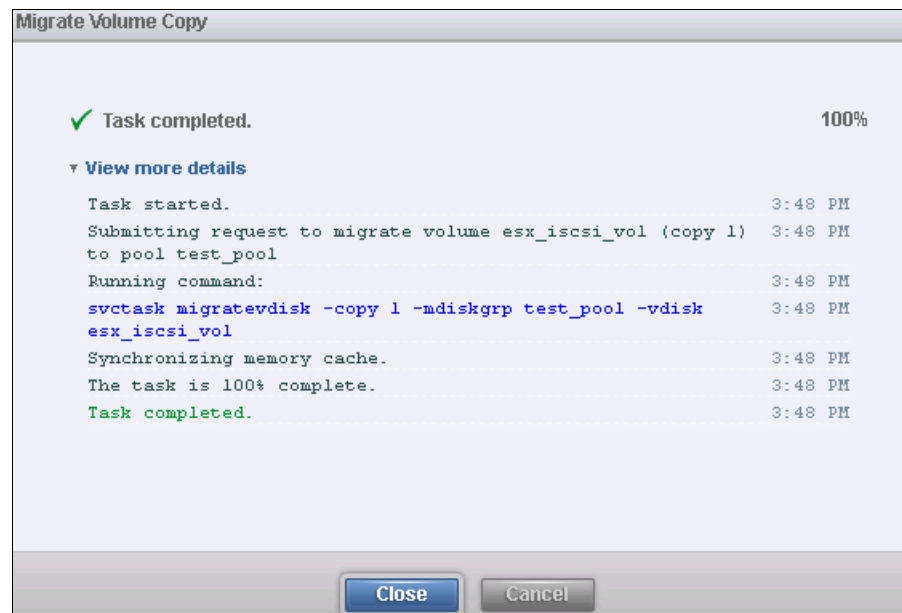 Migrate Volume Copy
Task completed. 100%
View more details
Task started. 3:48 PM
Submitting request to migrate volume esx_iscsi_vol (copy 1) 3:48 PM
to pool test_pool
Running command: 3:48 PM
svctask migratevdisk -copy 1 -mdiskgrp test_pool -vdisk 3:48 PM
esx_iscsi_vol
Synchronizing memory cache. 3:48 PM
The task is 100% complete. 3:48 PM
Task completed. 3:48 PM
Close Cancel